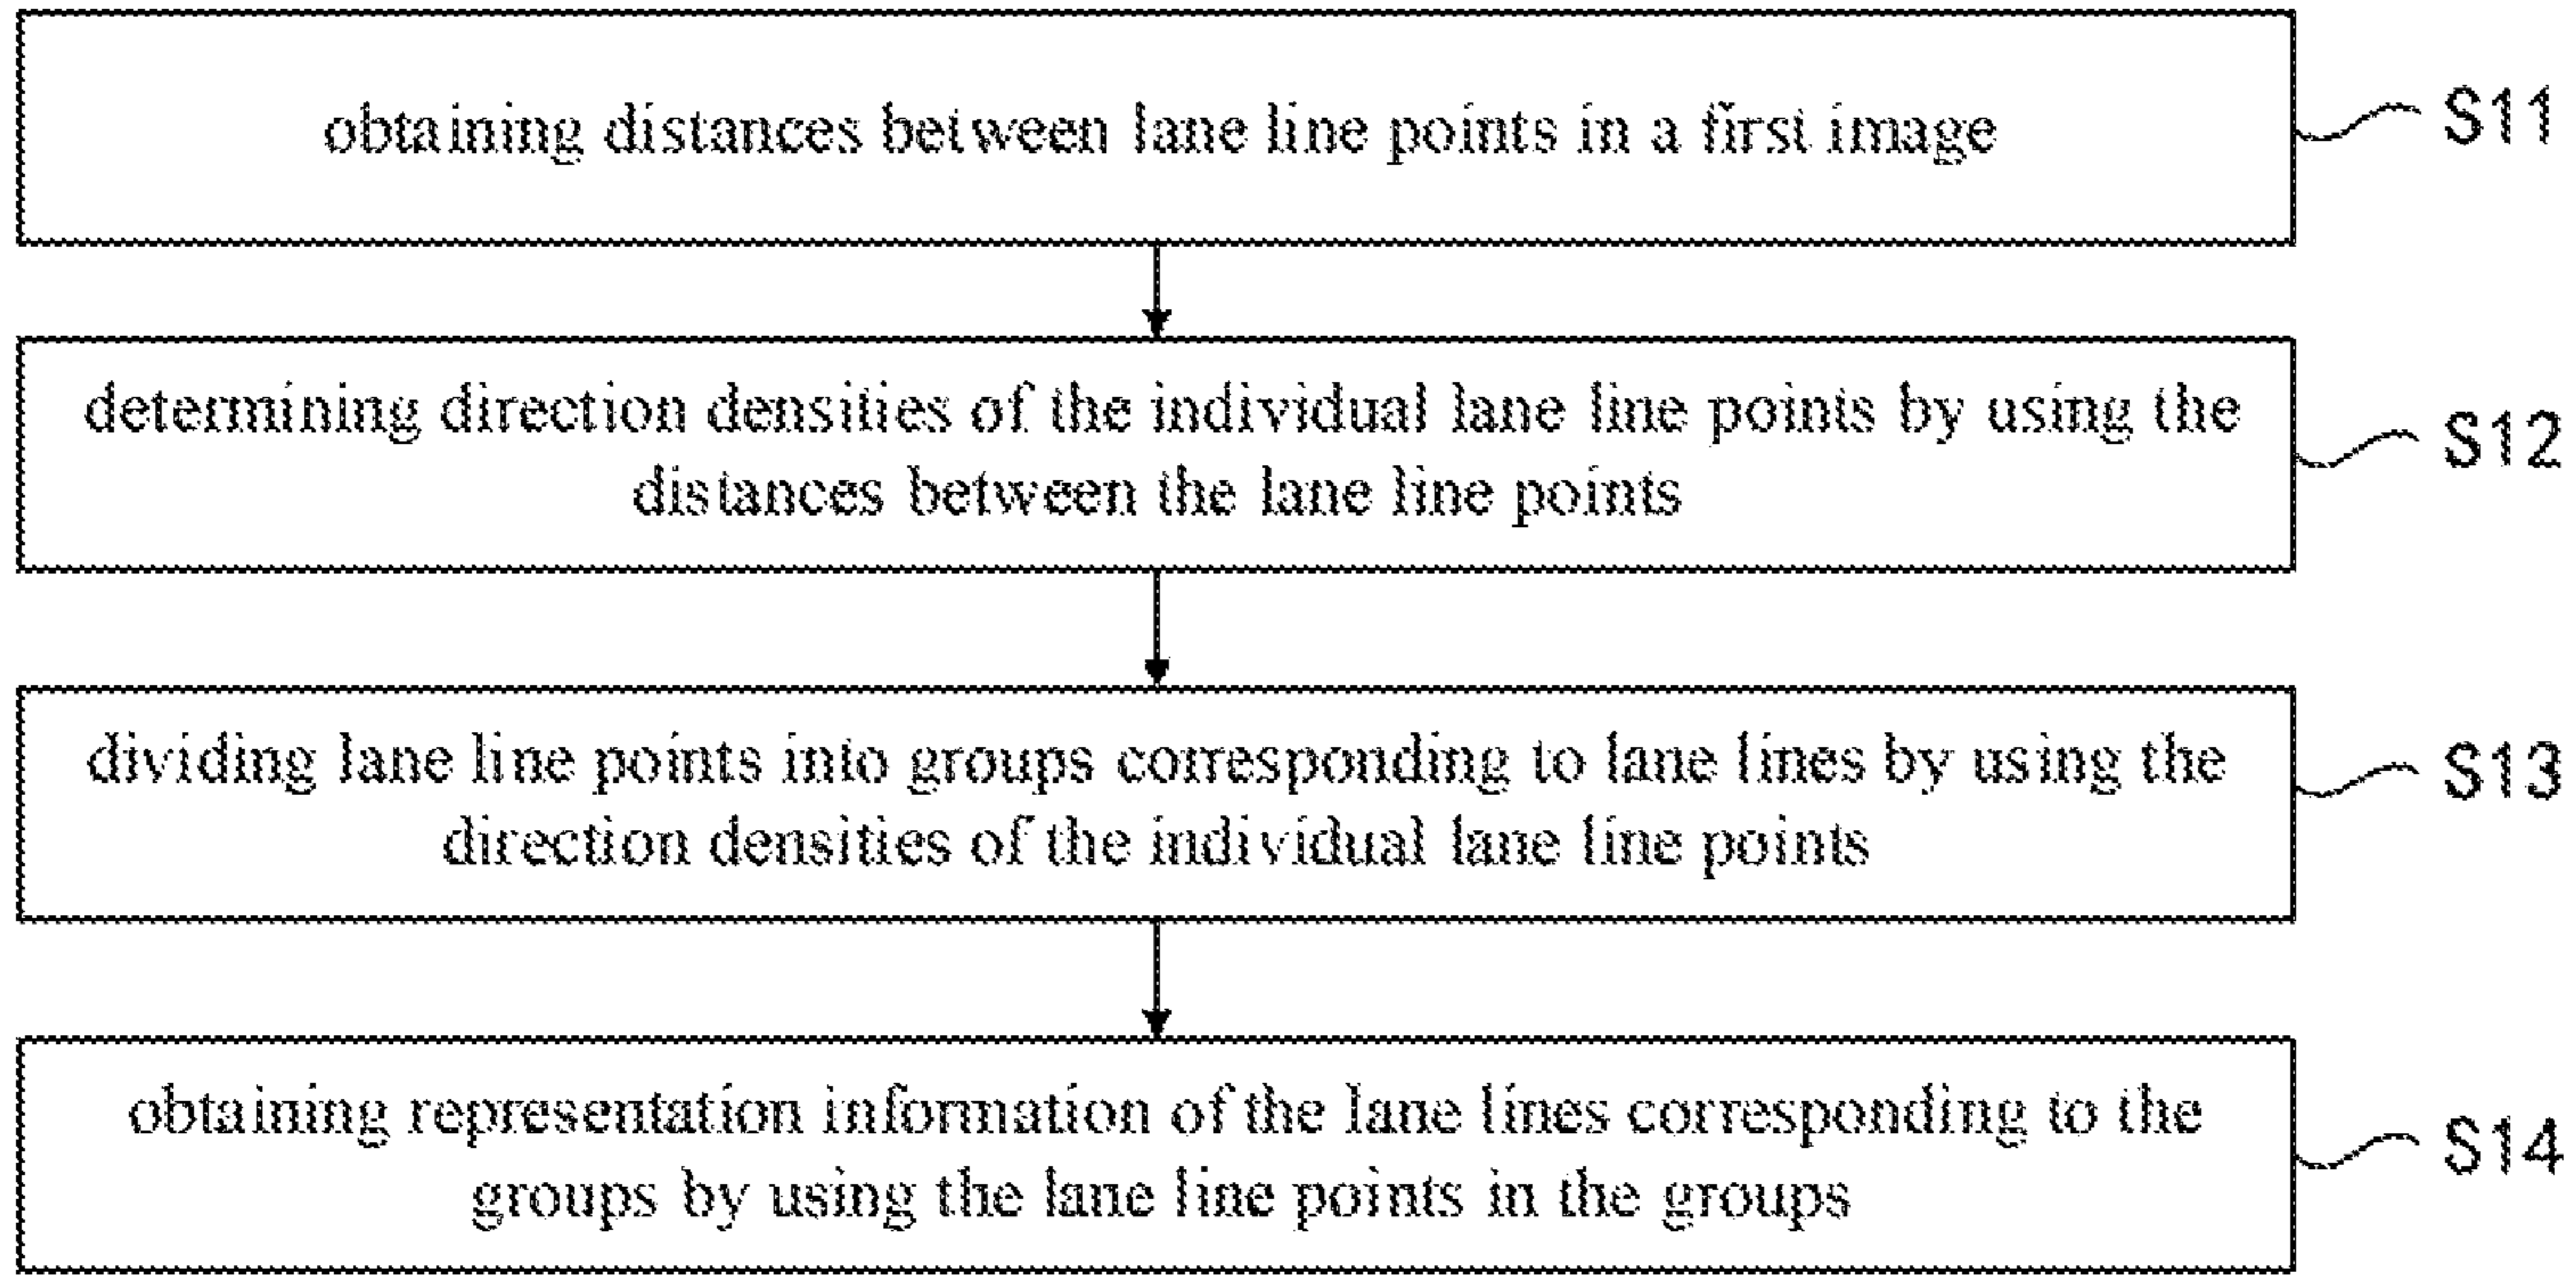 obtaining distances between lane line points in a first image
S11
determining direction densities of the individual lane line points by using the
distances between the lane line points
S12
dividing lane line points into groups corresponding to lane lines by using the
direction densities of the individual lane line points
S13
obtaining representation information of the lane lines corresponding to the
groups by using the lane line points in the groups
S14